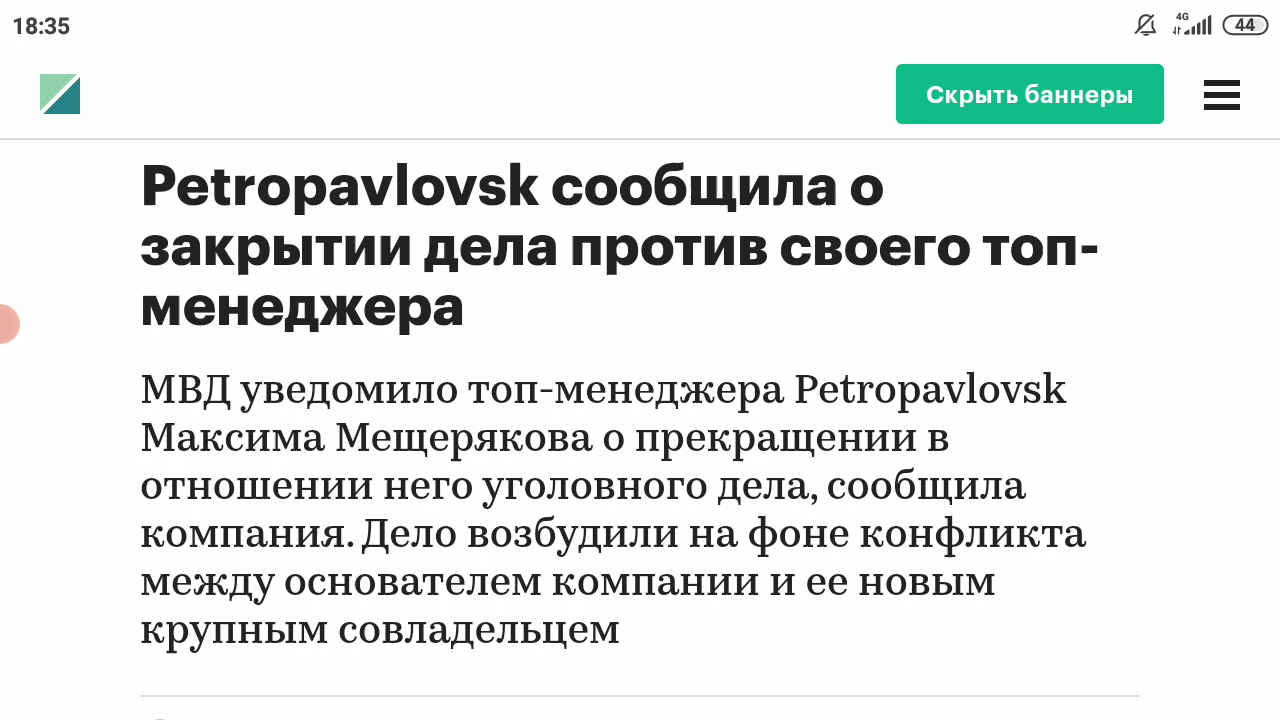 18:35
4G
44
Скрыть баннеры
Petropavlovsk сообщила о
закрытии дела против своего топ-
менеджера
МВД уведомило топ-менеджера Petropavlovsk
Максима Мещерякова о прекращении в
отношении него уголовного дела, сообщила
компания. Дело возбудили на фоне конфликта
между основателем компании и ее новым
крупным совладельцем